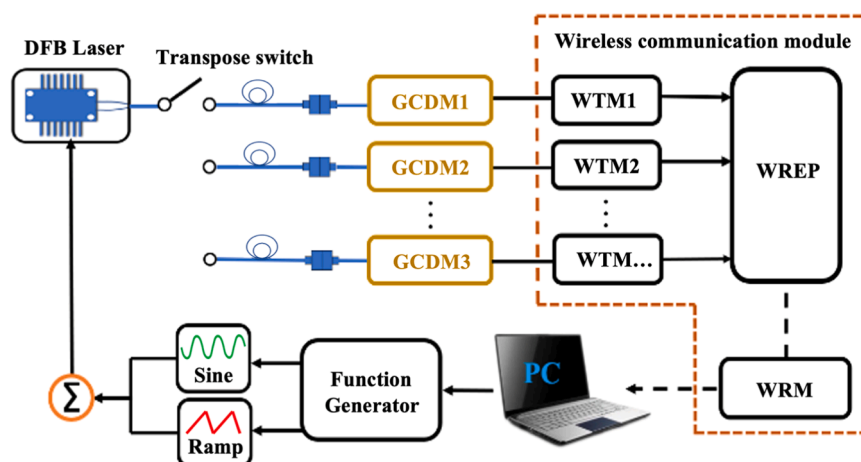 DFB Laser
Transpose switch
Wireless communication module
GCDM1
WTM1
GCDM2
WTM2
WREP
GCDM3
WTM...
Sine
Function
Generator
PC
WRM
Σ
Ramp